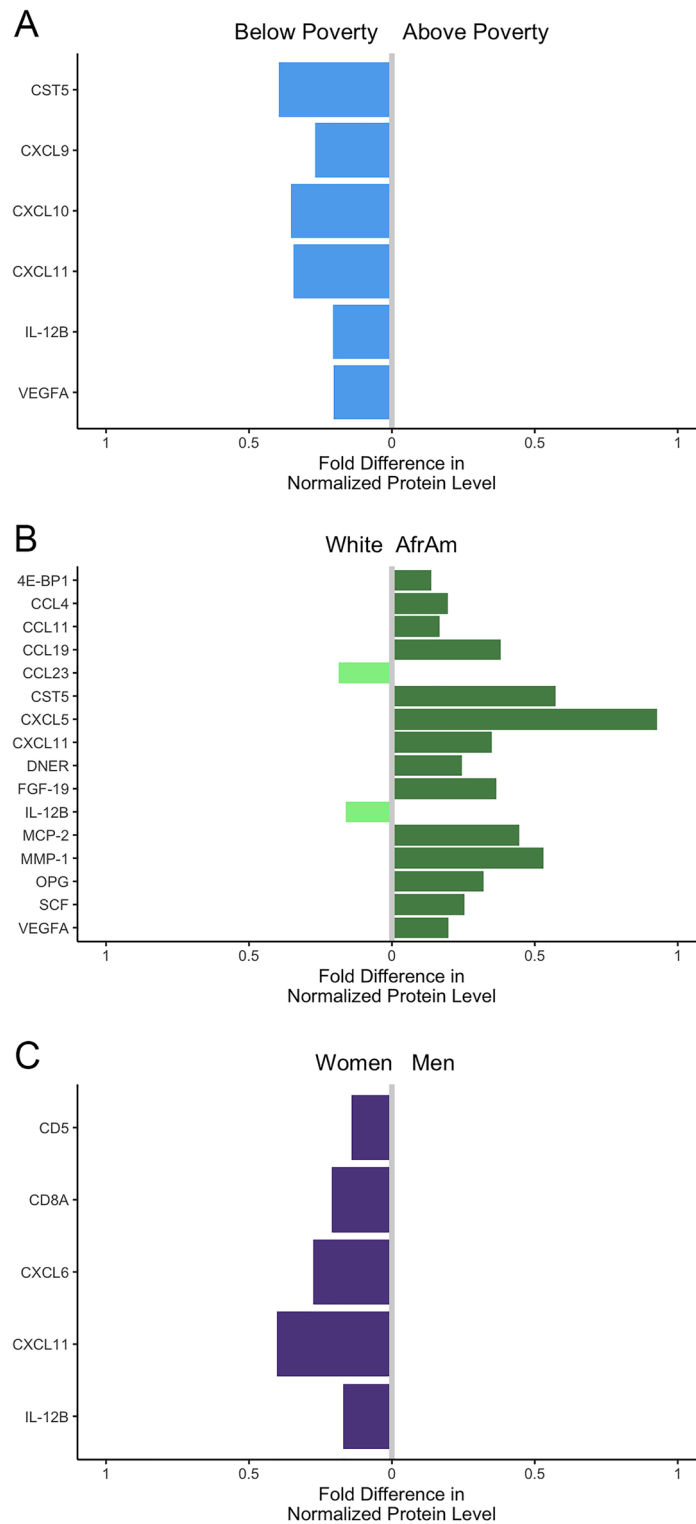 A
Below Poverty Above Poverty
CST5
CXCL9
CXCL10
CXCL11
IL-12B
VEGFA
1 0.5 0 0.5 1
Fold Difference in
Normalized Protein Level
B
White AfrAm
4E-BP1
CCL4
CCL11
CCL19
CCL23
CST5
CXCL5
CXCL11
DNER
FGF-19
IL-12B
MCP-2
MMP-1
OPG
SCF
VEGFA
1 0.5 0 0.5 1
Fold Difference in
Normalized Protein Level
C
Women Men
CD5
CD8A
CXCL6
CXCL11
IL-12B
1 0.5 0 0.5 1
Fold Difference in
Normalized Protein Level